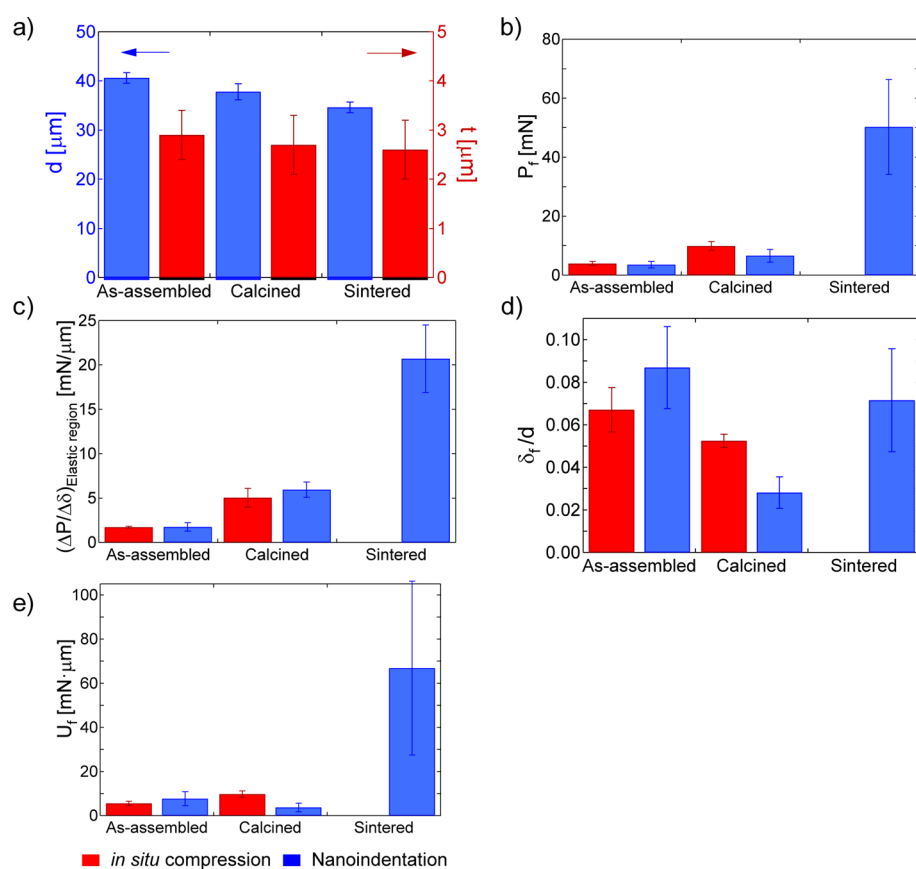 a)
50
40
30
20
10
0
d [μm]
5
4
3
2
1
0
t [μm]
As-assembled Calcined Sintered
b)
80
60
40
20
0
P_f [mN]
As-assembled Calcined Sintered
c)
25
20
15
10
5
0
(ΔP/Δδ)Elastic region [mN/μm]
As-assembled Calcined Sintered
d)
0.10
0.08
0.06
0.04
0.02
0.00
δ_f/d
As-assembled Calcined Sintered
e)
100
80
60
40
20
10
0
U_f [mN·μm]
As-assembled Calcined Sintered
in situ compression Nanoindentation